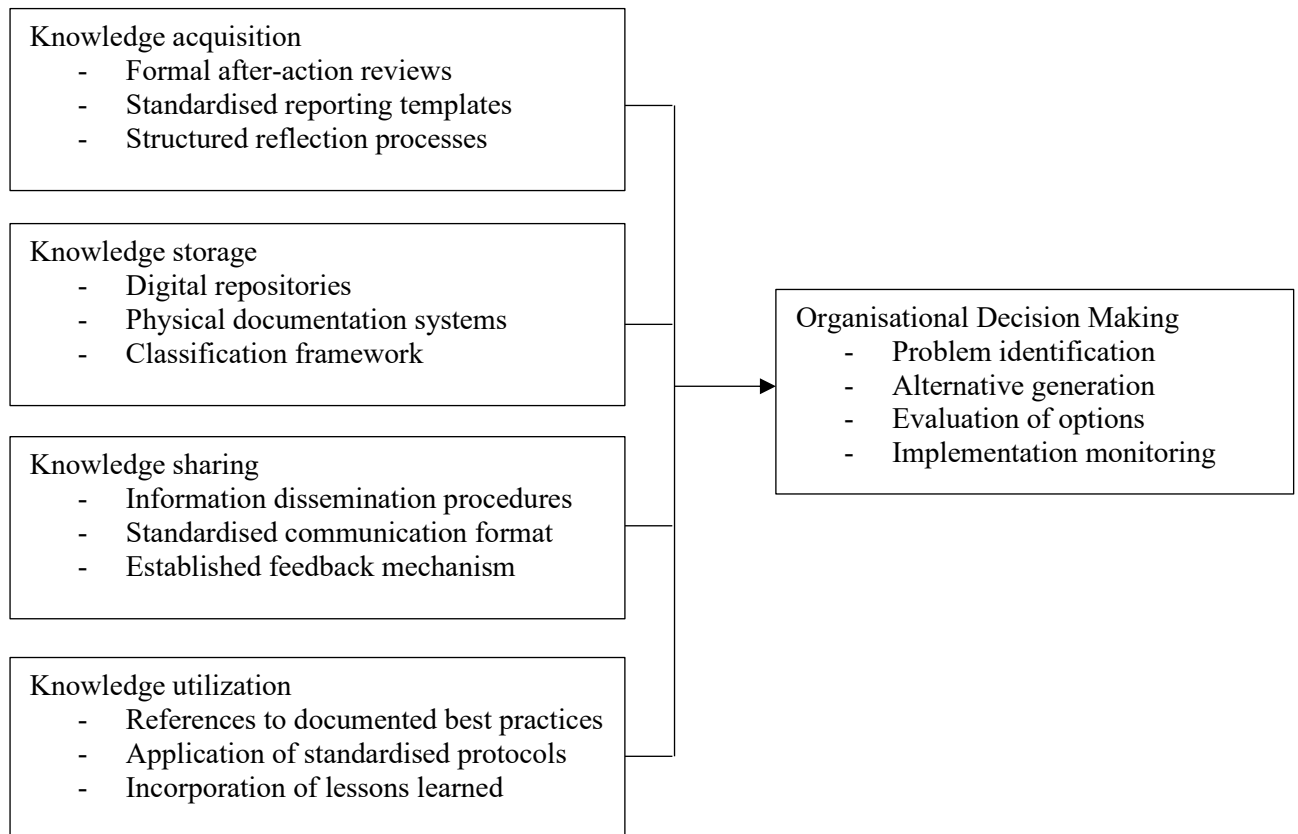 Knowledge acquisition
- Formal after-action reviews
- Standardised reporting templates
- Structured reflection processes
Knowledge storage
- Digital repositories
- Physical documentation systems
- Classification framework
Knowledge sharing
- Information dissemination procedures
- Standardised communication format
- Established feedback mechanism
Knowledge utilization
- References to documented best practices
- Application of standardised protocols
- Incorporation of lessons learned
Organisational Decision Making
- Problem identification
- Alternative generation
- Evaluation of options
- Implementation monitoring